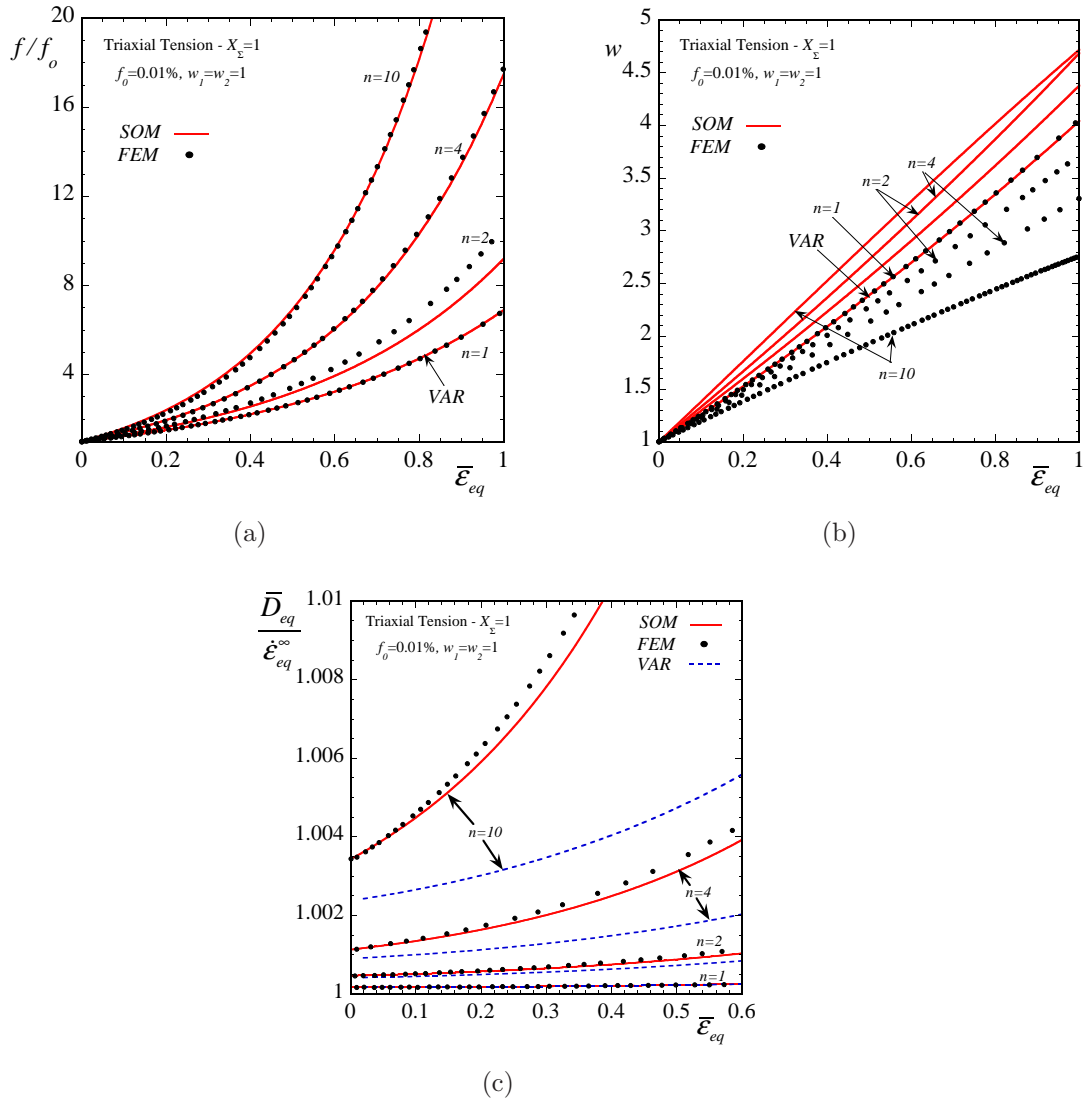 20
16
12
8
4
f/f_o
Triaxial Tension - X_Σ=1
f_0=0.01%, w_1=w_2=1
SOM
FEM
n=10
n=4
n=2
n=1
VAR
0 0.2 0.4 0.6 0.8 1
ε̅_eq
(a)
5
4.5
4
3.5
3
2.5
2
1.5
1
w
Triaxial Tension - X_Σ=1
f_0=0.01%, w_1=w_2=1
SOM
FEM
n=4
n=2
n=1
VAR
n=10
0 0.2 0.4 0.6 0.8 1
ε̅_eq
(b)
1.01
1.008
1.006
1.004
1.002
1
D̅_eq
ε̇^∞_eq
Triaxial Tension - X_Σ=1
f_0=0.01%, w_1=w_2=1
SOM
FEM
VAR
n=10
n=4
n=2
n=1
0 0.1 0.2 0.3 0.4 0.5 0.6
ε̅_eq
(c)